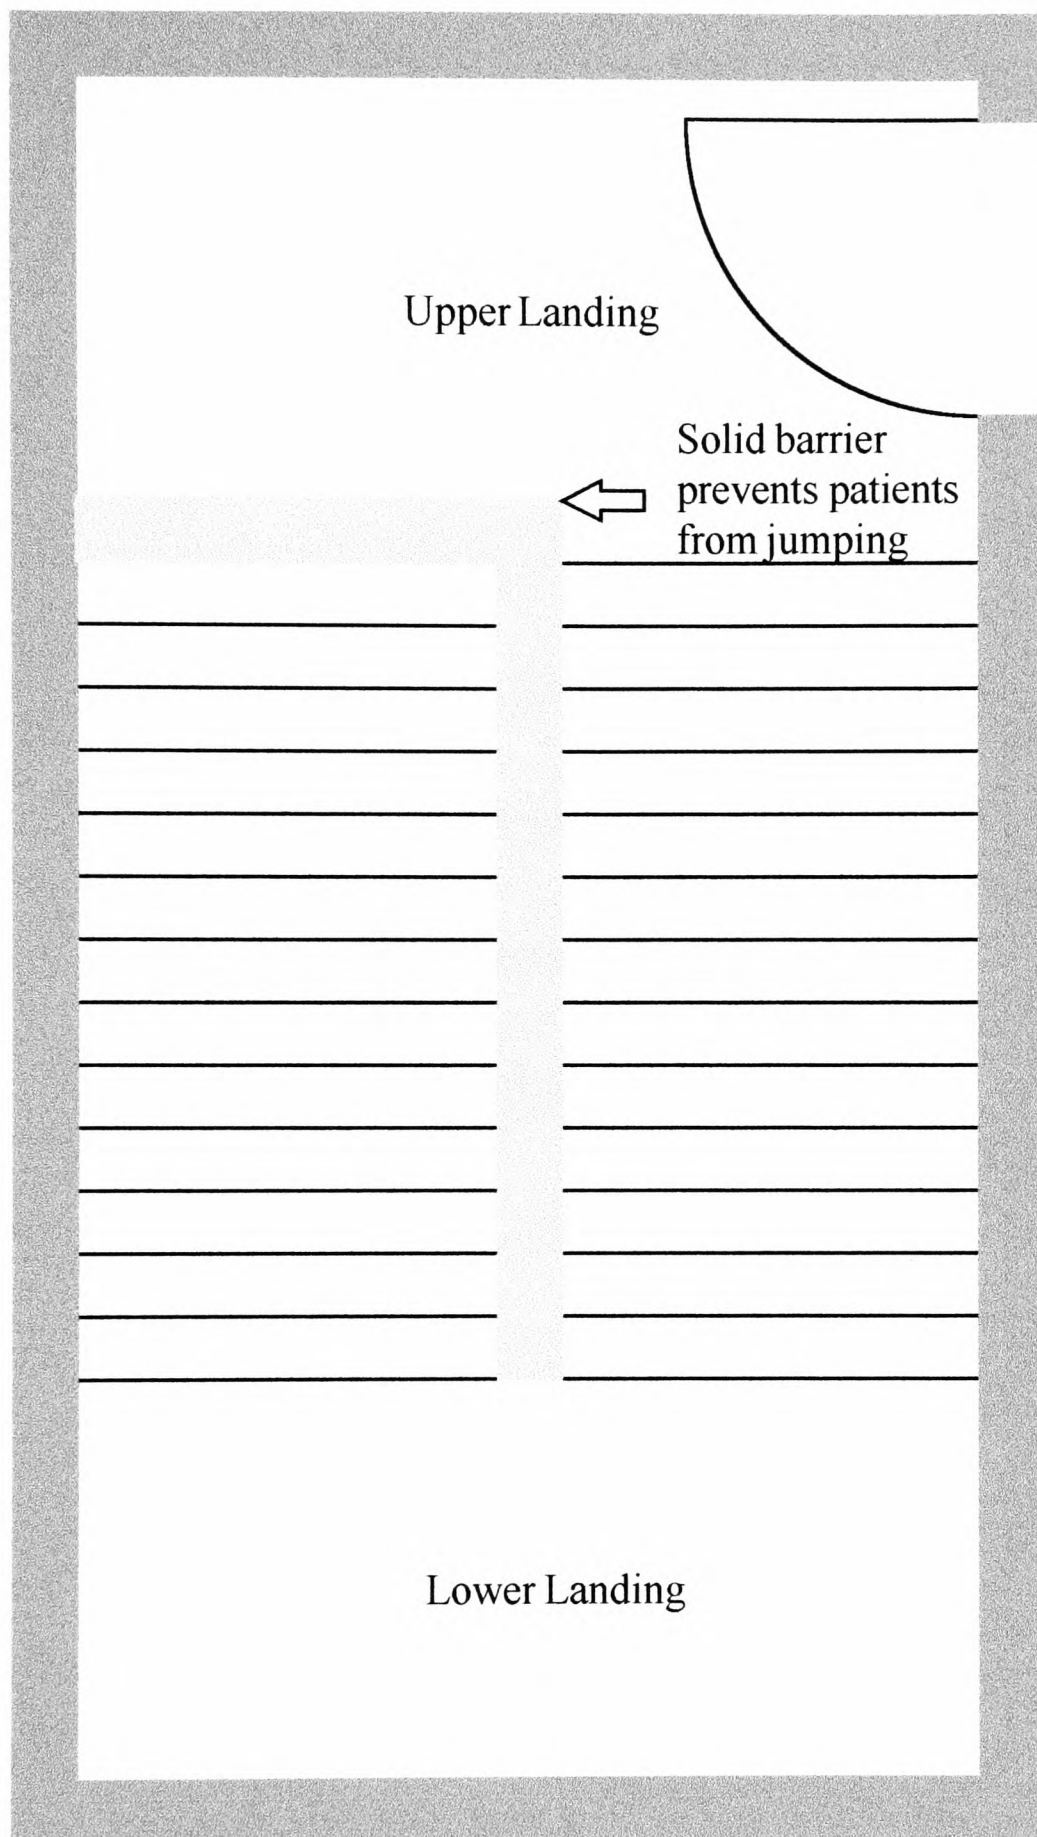 Upper Landing
Solid barrier
prevents patients
from jumping
Lower Landing